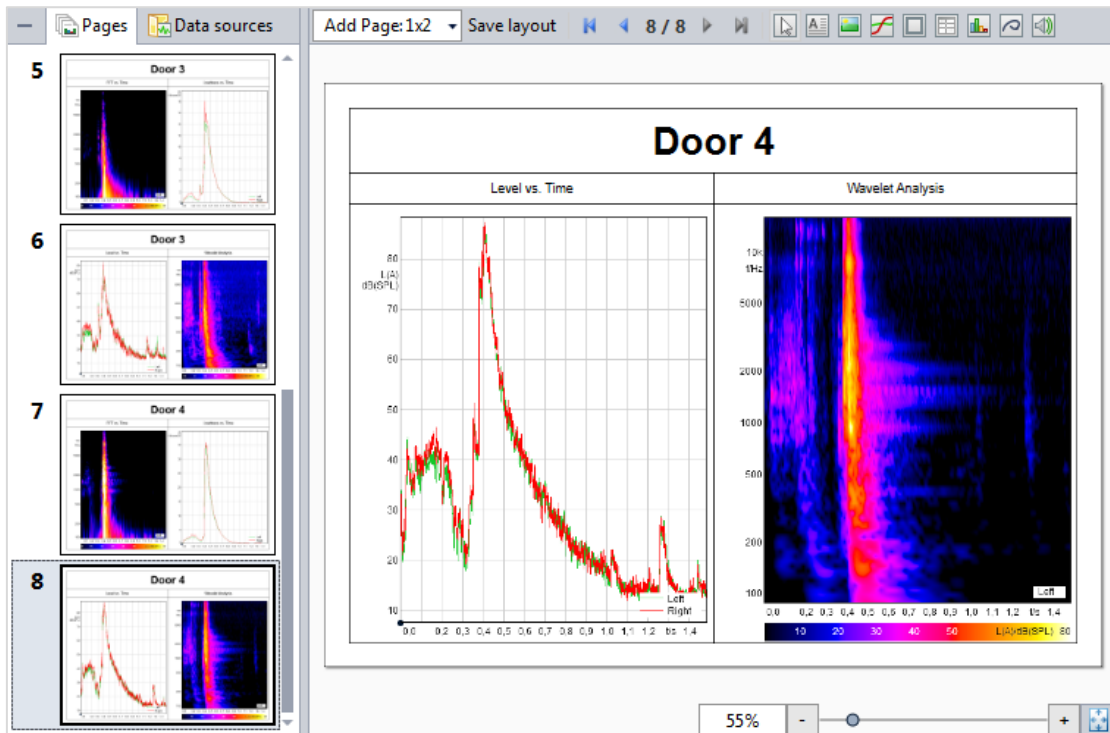 Pages
Data sources
Add Page:1x2
Save layout
8 / 8
5
Door 3
6
Door 3
7
Door 4
8
Door 4
Door 4
Level vs. Time
Wavelet Analysis
80
L(A)
dB(SPL)
70
60
50
40
30
20
10
Left
Right
0,0 0,2 0,3 0,4 0,5 0,6 0,7 0,8 0,9 1,0 1,1 1,2 t/s 1,4
10k
f/Hz
5000
2000
1000
500
200
100
Left
0,0 0,2 0,3 0,4 0,5 0,6 0,7 0,8 0,9 1,0 1,1 t/s 1,4
10 20 30 40 50 L(A)/dB(SPL) 80
55%